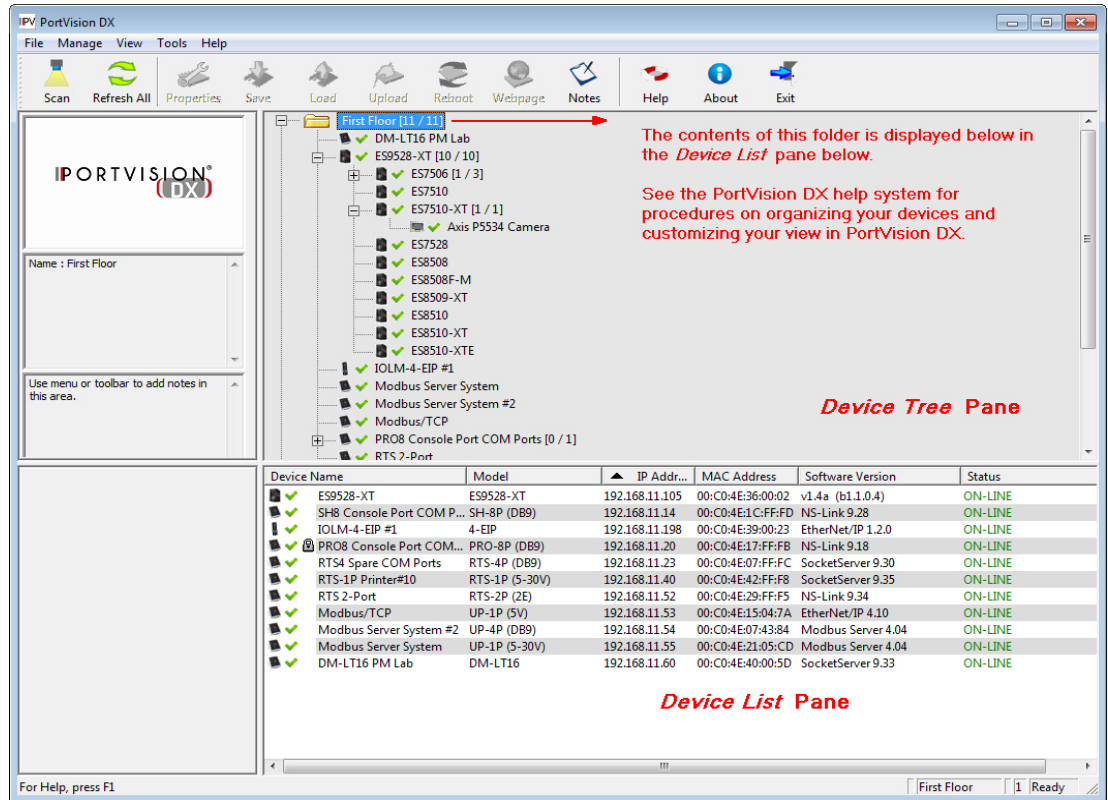 PortVision DX
File Manage View Tools Help
Scan Refresh All Properties Save Load Upload Reboot Webpage Notes Help About Exit
IPORTVISION DX
Name : First Floor
Use menu or toolbar to add notes in
this area.
First Floor [11 / 11]
DM-LT16 PM Lab
ES9528-XT [10 / 10]
ES7506 [1 / 3]
ES7510
ES7510-XT [1 / 1]
Axis P5534 Camera
ES7528
ES8508
ES8508F-M
ES8509-XT
ES8510
ES8510-XT
ES8510-XTE
IOLM-4-EIP #1
Modbus Server System
Modbus Server System #2
Modbus/TCP
PRO8 Console Port COM Ports [0 / 1]
RTS 2-Port
The contents of this folder is displayed below in
the Device List pane below.
See the PortVision DX help system for
procedures on organizing your devices and
customizing your view in PortVision DX.
Device Tree Pane
Device Name Model IP Addr... MAC Address Software Version Status
ES9528-XT ES9528-XT 192.168.11.105 00:C0:4E:36:00:02 v1.4a (b1.1.0.4) ON-LINE
SH8 Console Port COM P... SH-8P (DB9) 192.168.11.14 00:C0:4E:1C:FF:FD NS-Link 9.28 ON-LINE
IOLM-4-EIP #1 4-EIP 192.168.11.198 00:C0:4E:39:00:23 EtherNet/IP 1.2.0 ON-LINE
PRO8 Console Port COM... PRO-8P (DB9) 192.168.11.20 00:C0:4E:17:FF:FB NS-Link 9.18 ON-LINE
RTS4 Spare COM Ports RTS-4P (DB9) 192.168.11.23 00:C0:4E:07:FF:FC SocketServer 9.30 ON-LINE
RTS-1P Printer#10 RTS-1P (5-30V) 192.168.11.40 00:C0:4E:42:FF:F8 SocketServer 9.35 ON-LINE
RTS 2-Port RTS-2P (2E) 192.168.11.52 00:C0:4E:29:FF:F5 NS-Link 9.34 ON-LINE
Modbus/TCP UP-1P (5V) 192.168.11.53 00:C0:4E:15:04:7A EtherNet/IP 4.10 ON-LINE
Modbus Server System #2 UP-4P (DB9) 192.168.11.54 00:C0:4E:07:43:84 Modbus Server 4.04 ON-LINE
Modbus Server System UP-1P (5-30V) 192.168.11.55 00:C0:4E:21:05:CD Modbus Server 4.04 ON-LINE
DM-LT16 PM Lab DM-LT16 192.168.11.60 00:C0:4E:40:00:5D SocketServer 9.33 ON-LINE
Device List Pane
For Help, press F1
First Floor 1 Ready